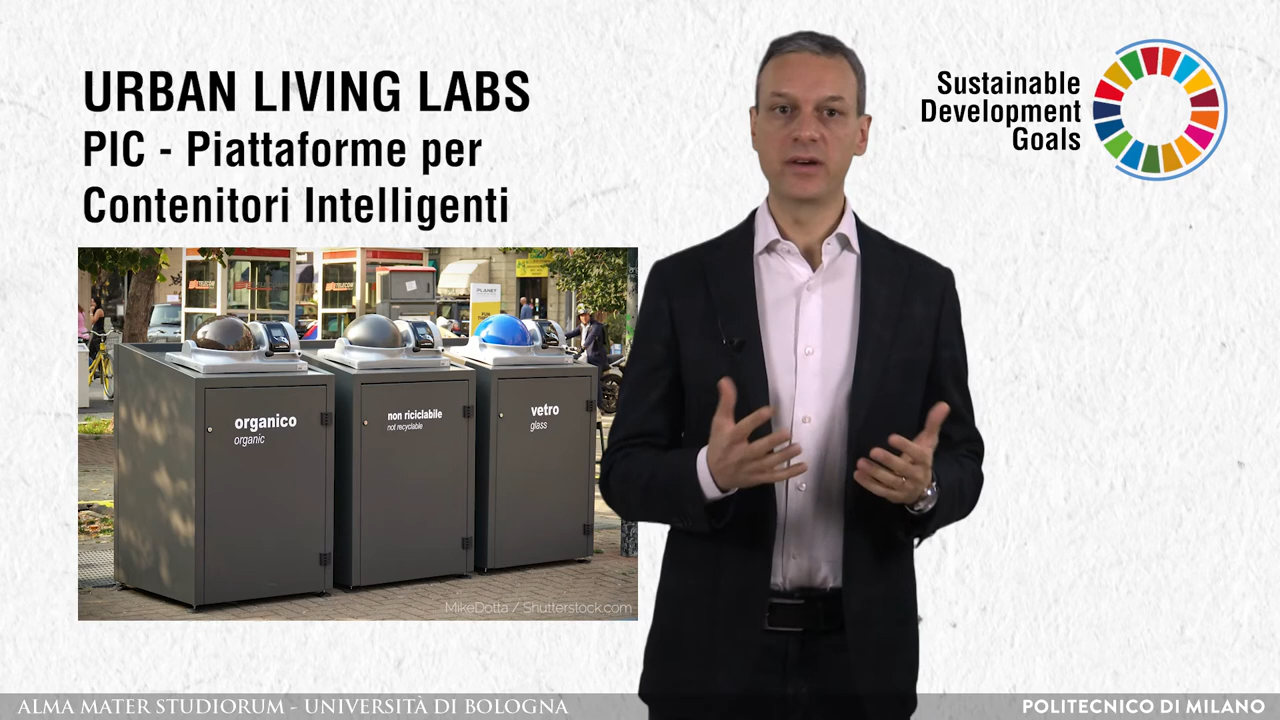 URBAN LIVING LABS
PIC - Piattaforme per
Contenitori Intelligenti
Sustainable
Development
Goals
organico
organic
non riciclabile
not recyclable
vetro
glass
PLANET
MikeDotta / Shutterstock.com
ALMA MATER STUDIORUM - UNIVERSITÀ DI BOLOGNA
POLITECNICO DI MILANO